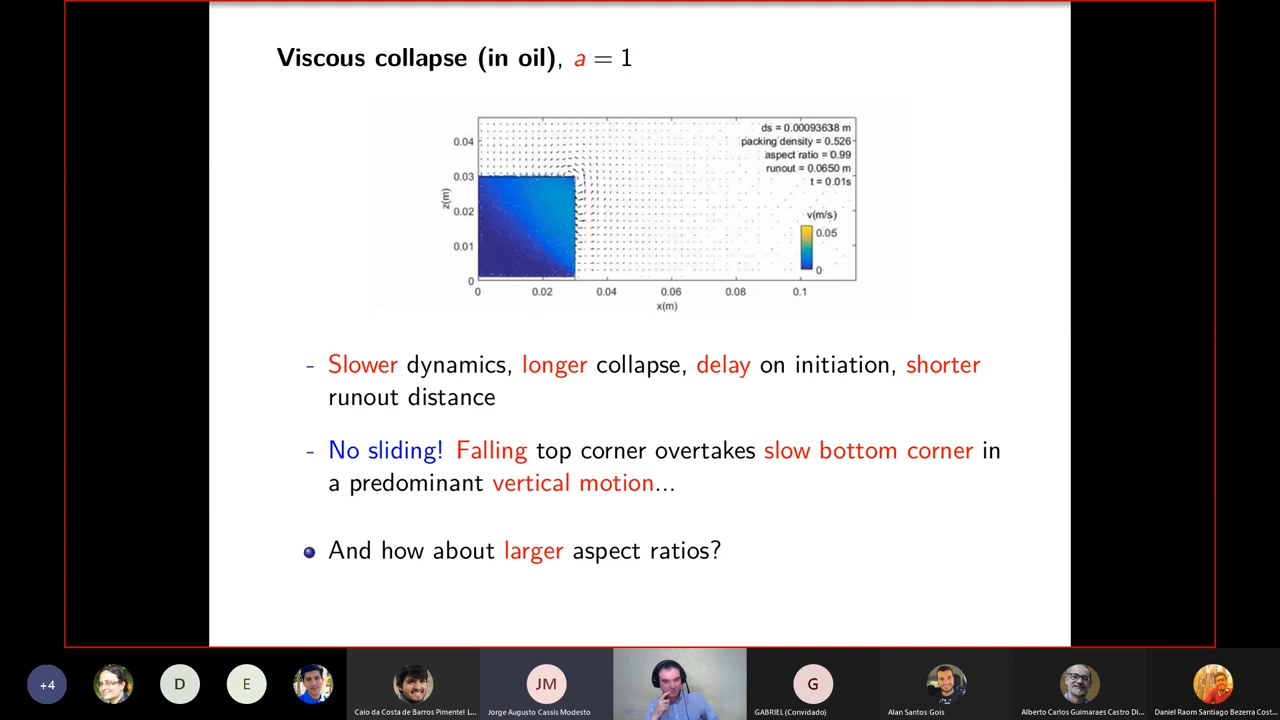 Viscous collapse (in oil), a = 1
ds = 0.00093638 m
packing density = 0.526
aspect ratio = 0.99
runout = 0.0650 m
t = 0.01s
v(m/s)
0.05
0
0.04
0.03
0.02
0.01
0
z(m)
0 0.02 0.04 0.06 0.08 0.1
x(m)
- Slower dynamics, longer collapse, delay on initiation, shorter
runout distance
- No sliding! Falling top corner overtakes slow bottom corner in
a predominant vertical motion...
And how about larger aspect ratios?
+4
D
E
JM
G
Caio da Costa de Barros Pimentel L...
Jorge Augusto Cassis Modesto
GABRIEL (Convidado)
Alan Santos Gois
Alberto Carlos Guimaraes Castro Di...
Daniel Raom Santiago Bezerra Cost...